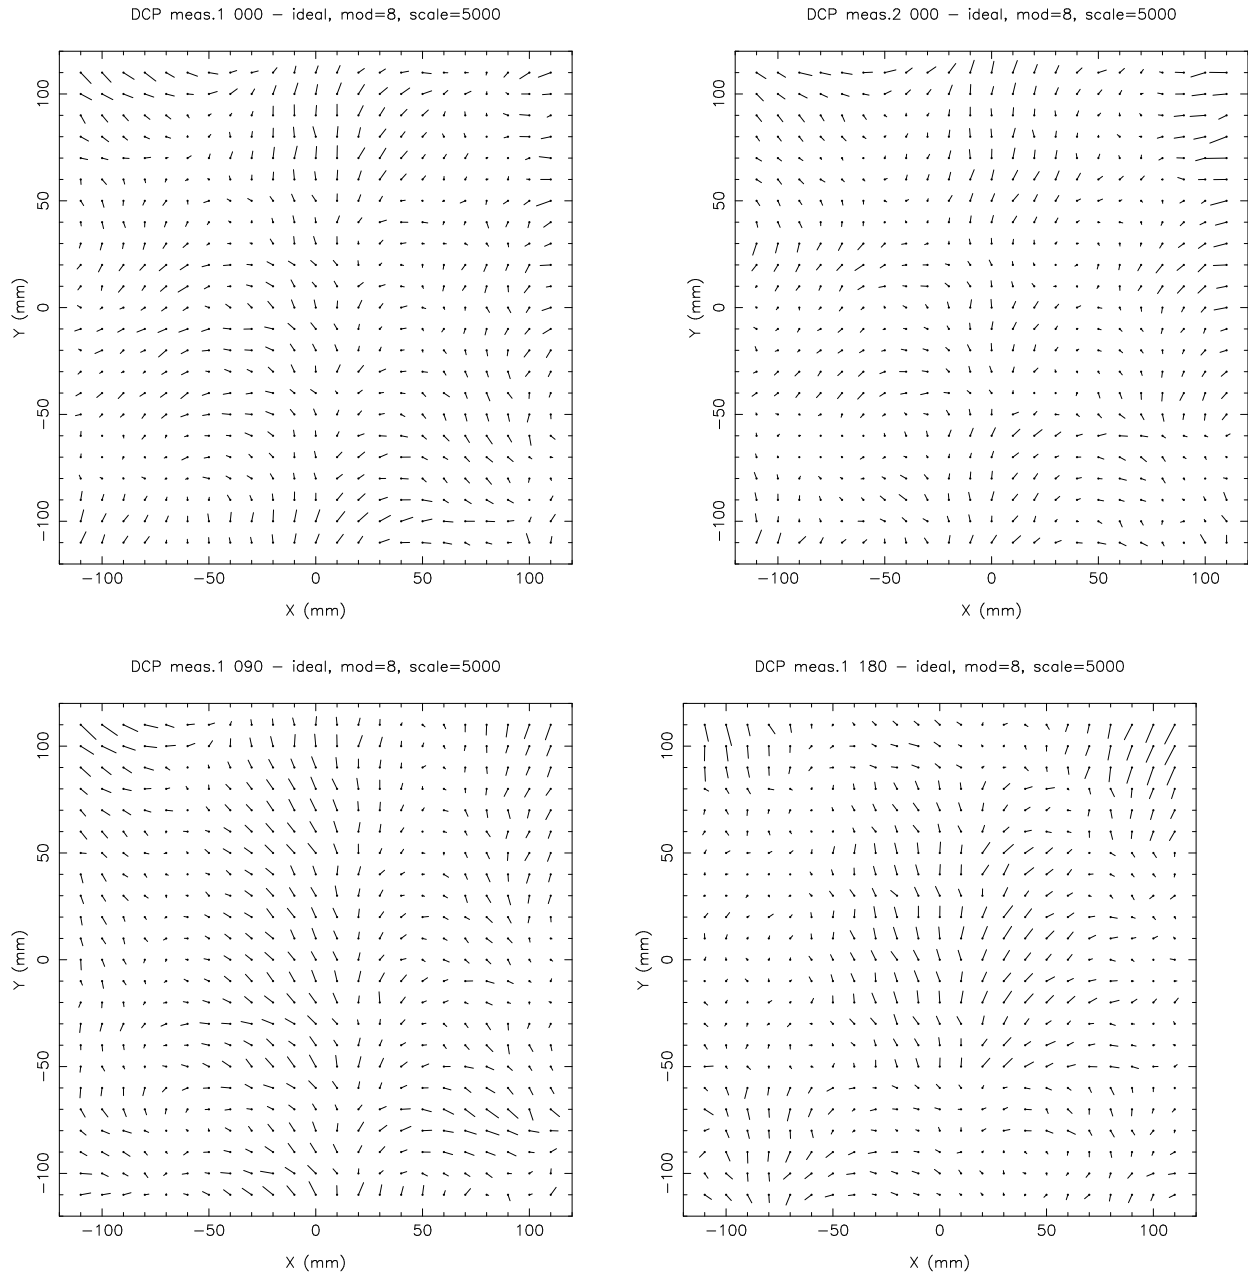 DCP meas.1 000 − ideal, mod=8, scale=5000
DCP meas.2 000 − ideal, mod=8, scale=5000
100
50
0
−50
−100
Y (mm)
−100 −50 0 50 100
X (mm)
100
50
0
−50
−100
Y (mm)
−100 −50 0 50 100
X (mm)
DCP meas.1 090 − ideal, mod=8, scale=5000
DCP meas.1 180 − ideal, mod=8, scale=5000
100
50
0
−50
−100
Y (mm)
−100 −50 0 50 100
X (mm)
100
50
0
−50
−100
Y (mm)
−100 −50 0 50 100
X (mm)